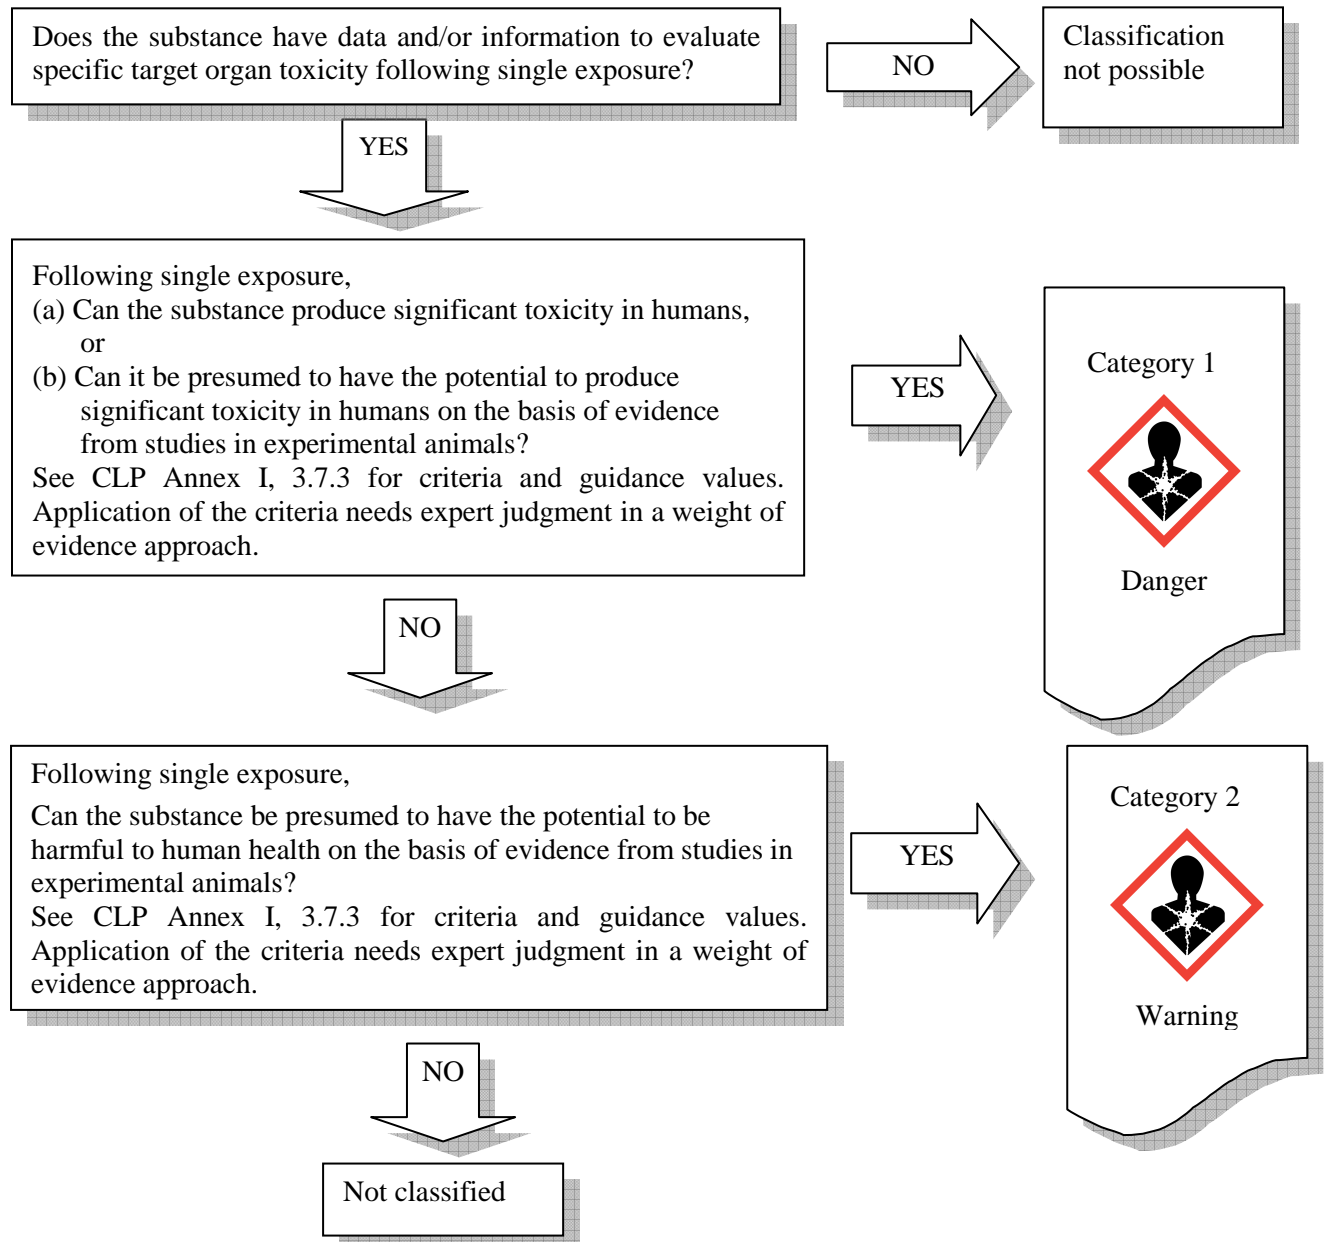 Does the substance have data and/or information to evaluate
specific target organ toxicity following single exposure?
NO
Classification
not possible
YES
Following single exposure,
(a) Can the substance produce significant toxicity in humans,
or
(b) Can it be presumed to have the potential to produce
significant toxicity in humans on the basis of evidence
from studies in experimental animals?
See CLP Annex I, 3.7.3 for criteria and guidance values.
Application of the criteria needs expert judgment in a weight of
evidence approach.
YES
Category 1
Danger
NO
Following single exposure,
Can the substance be presumed to have the potential to be
harmful to human health on the basis of evidence from studies in
experimental animals?
See CLP Annex I, 3.7.3 for criteria and guidance values.
Application of the criteria needs expert judgment in a weight of
evidence approach.
YES
Category 2
Warning
NO
Not classified